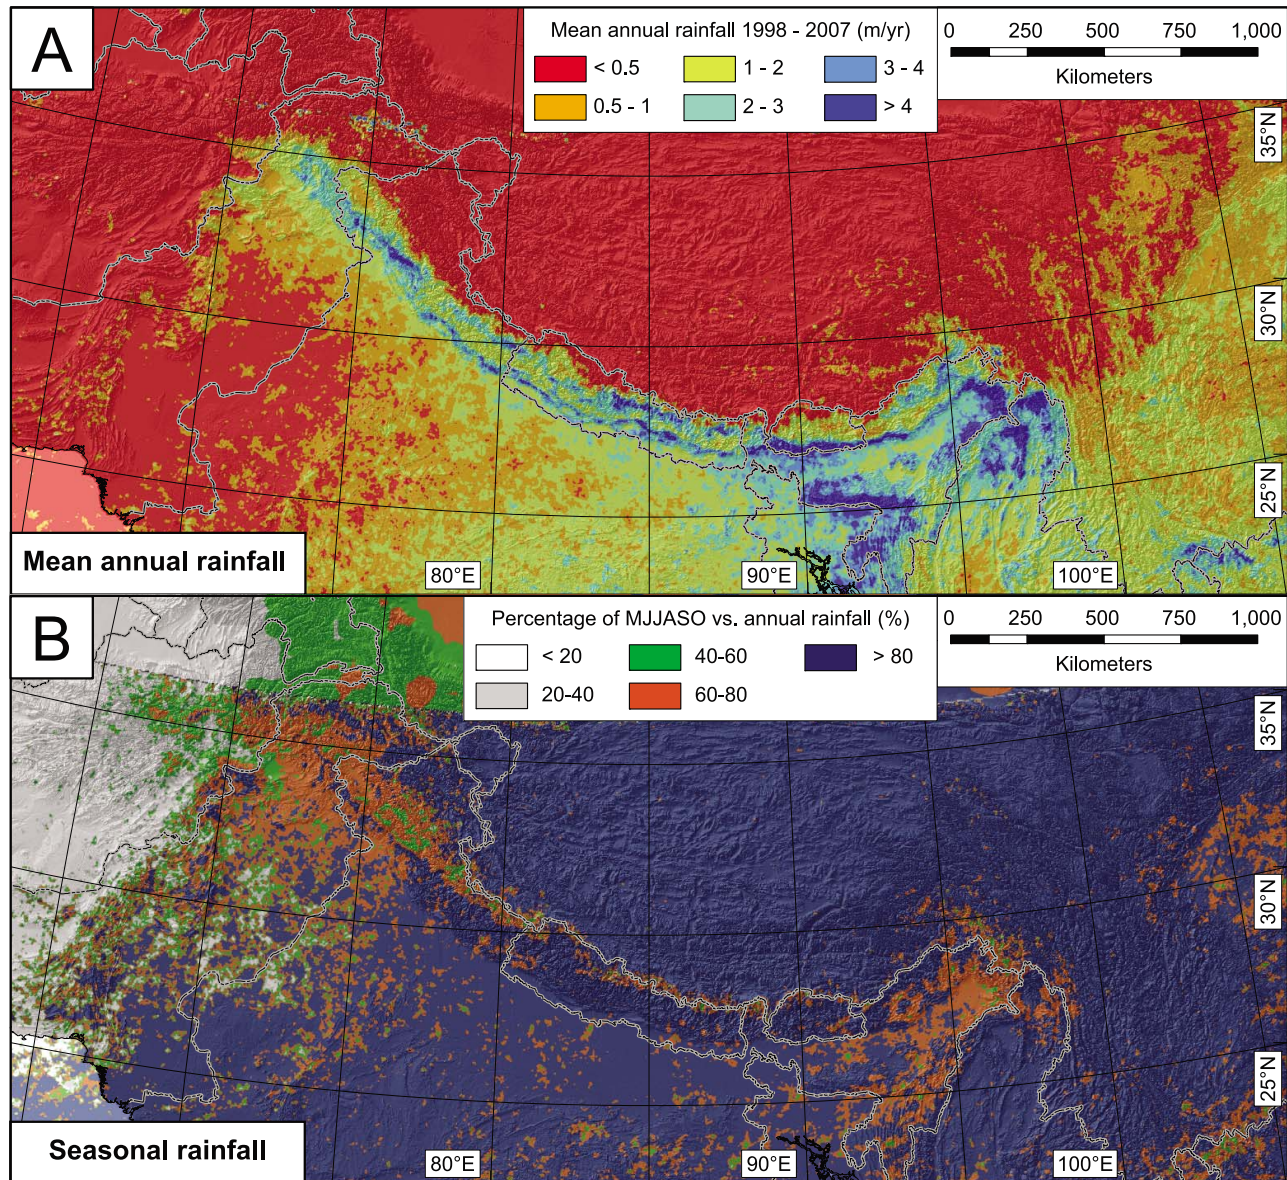 A
Mean annual rainfall 1998 - 2007 (m/yr)
< 0.5
1 - 2
3 - 4
0.5 - 1
2 - 3
> 4
0 250 500 750 1,000
Kilometers
35°N
30°N
25°N
80°E
90°E
100°E
Mean annual rainfall
B
Percentage of MJJASO vs. annual rainfall (%)
< 20
40-60
> 80
20-40
60-80
0 250 500 750 1,000
Kilometers
35°N
30°N
25°N
80°E
90°E
100°E
Seasonal rainfall